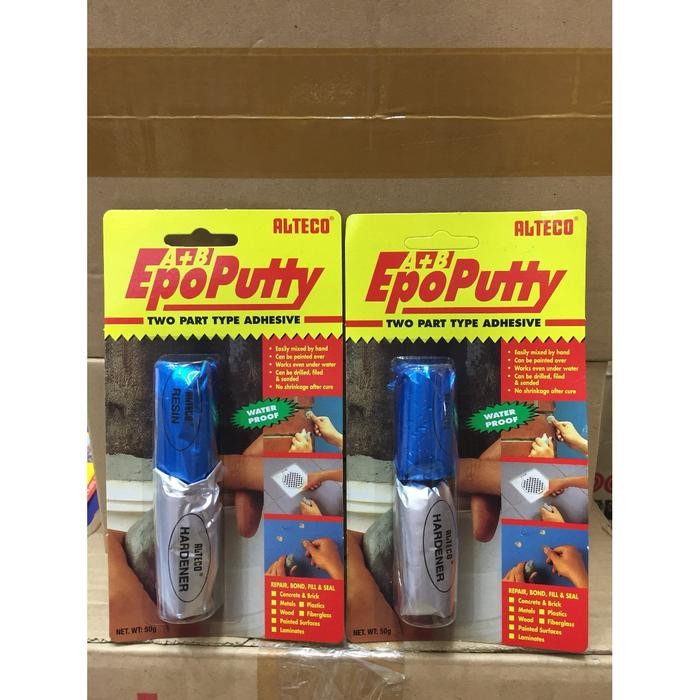 ALTECO®
A+B
EpoPutty
TWO PART TYPE ADHESIVE
• Easily mixed by hand
• Can be painted over
• Works even under water
• Can be drilled, filed
& sanded
• No shrinkage after cure
WATER
PROOF
ALTECO®
RESIN
ALTECO®
HARDENER
REPAIR, BOND, FILL & SEAL
Concrete & Brick
Metals Plastics
Wood Fiberglass
Painted Surfaces
Laminates
NET. WT: 50g
ALTECO®
A+B
EpoPutty
TWO PART TYPE ADHESIVE
• Easily mixed by hand
• Can be painted over
• Works even under water
• Can be drilled, filed
& sanded
• No shrinkage after cure
WATER
PROOF
ALTECO®
HARDENER
REPAIR, BOND, FILL & SEAL
Concrete & Brick
Metals Plastics
Wood Fiberglass
Painted Surfaces
Laminates
NET. WT: 50g